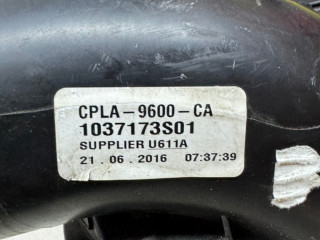 CPLA-9600-CA
1037173S01
SUPPLIER U611A
21.06.2016 07:37:39